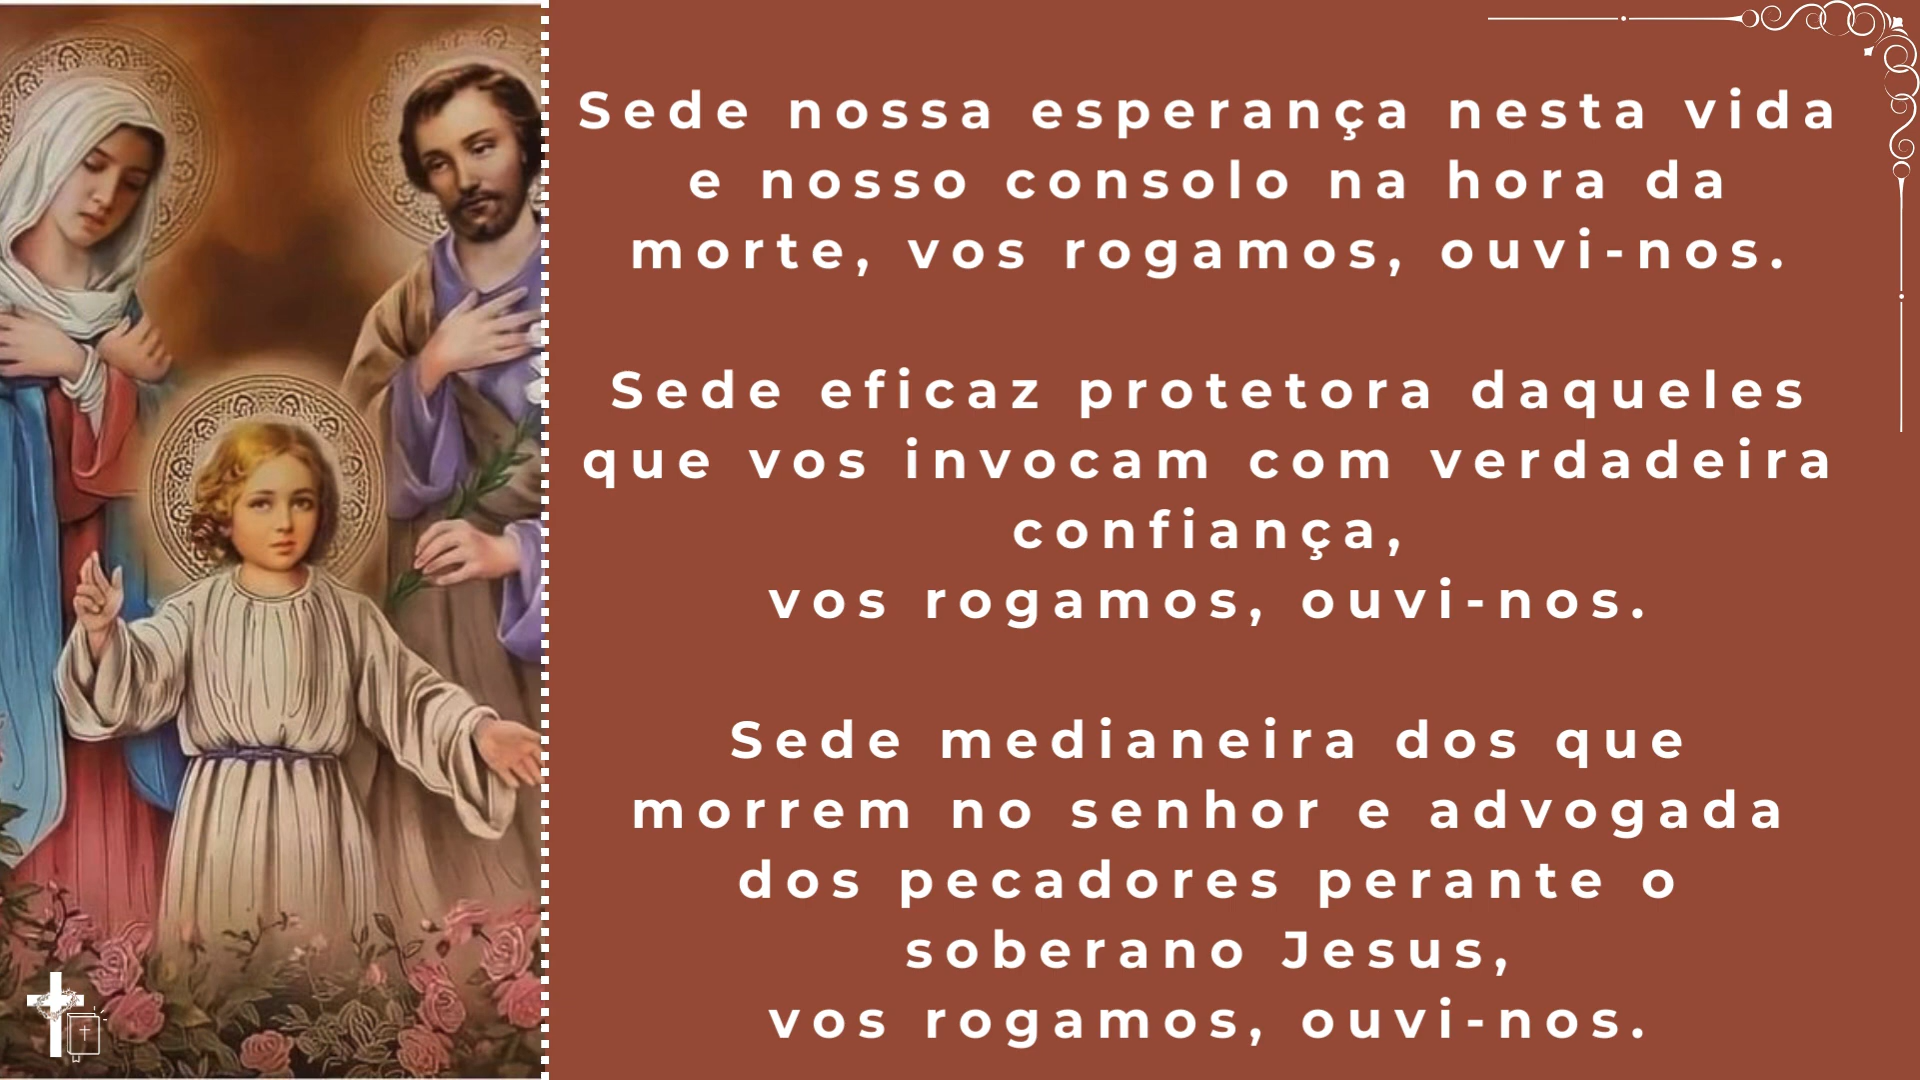 Sede nossa esperança nesta vida
e nosso consolo na hora da
morte, vos rogamos, ouvi-nos.
Sede eficaz protetora daqueles
que vos invocam com verdadeira
confiança,
vos rogamos, ouvi-nos.
Sede medianeira dos que
morrem no senhor e advogada
dos pecadores perante o
soberano Jesus,
vos rogamos, ouvi-nos.